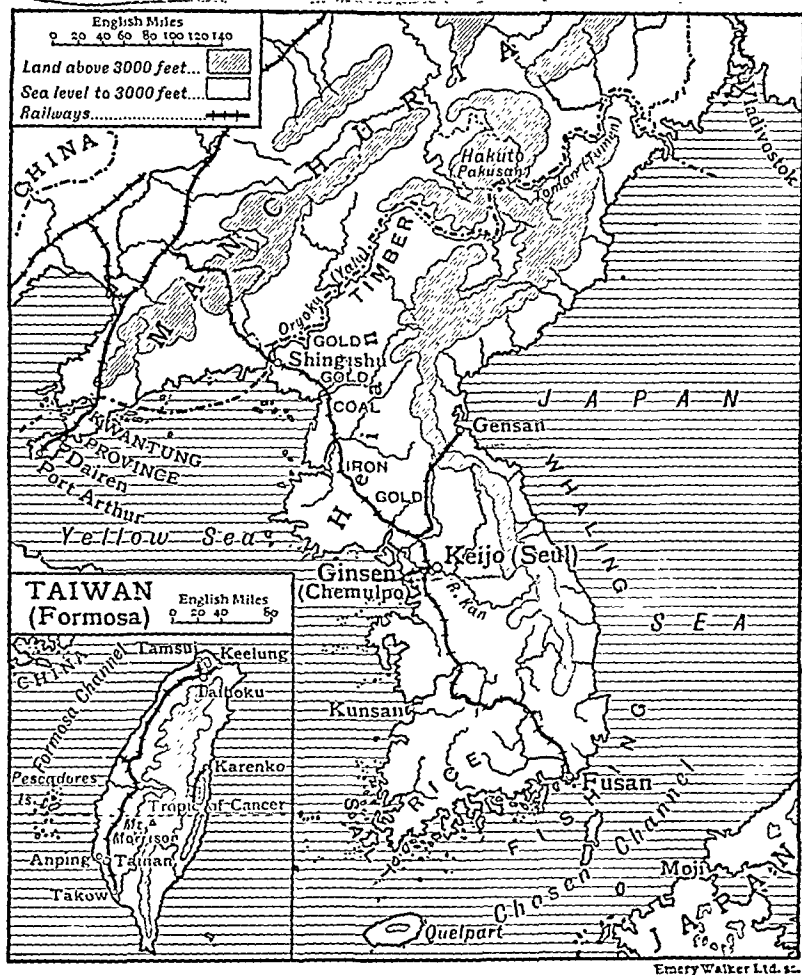 English Miles
0 20 40 60 80 100 120 140
Land above 3000 feet...
Sea level to 3000 feet...
Railways
CHINA
MANCHURIA
Vladivostok
Hakuto
(Pakusan)
Toman (Tumen)
Oryoku (Yalu)
TIMBER
GOLD
Shingishu
GOLD
COAL
Heian
JAPAN
Gensan
KWANTUNG
PROVINCE
Dairen
Port Arthur
IRON
GOLD
WHALING
Yellow Sea
Keijo (Seul)
Ginsen
(Chemulpo)
R. Kan
SEA
TAIWAN
(Formosa)
English Miles
0 20 40 80
CHINA
Tamsui
Keelung
Taihoku
Formosa Channel
Kunsan
Karenko
Pescadores
Is.
Tropic of Cancer
Mt.
Morrison
RICE
Fusan
SALT
FISHING
Anping
Tainan
Takow
Chosen Channel
Moji
JAPAN
Quelpart
Emery Walker Ltd. sc.